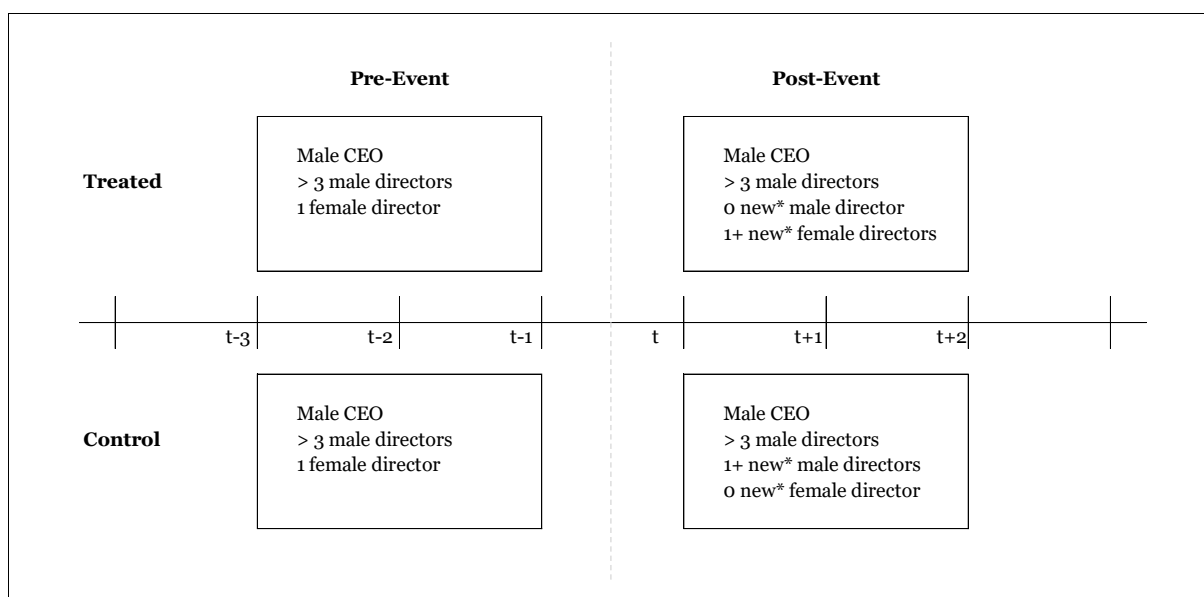 Pre-Event
Post-Event
Treated
Male CEO
> 3 male directors
1 female director
Male CEO
> 3 male directors
0 new* male director
1+ new* female directors
t-3
t-2
t-1
t
t+1
t+2
Control
Male CEO
> 3 male directors
1 female director
Male CEO
> 3 male directors
1+ new* male directors
0 new* female director